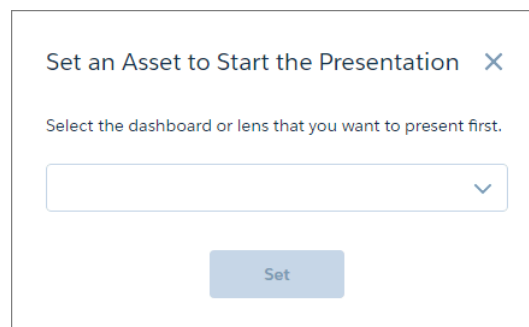 Set an Asset to Start the Presentation
Select the dashboard or lens that you want to present first.
Set